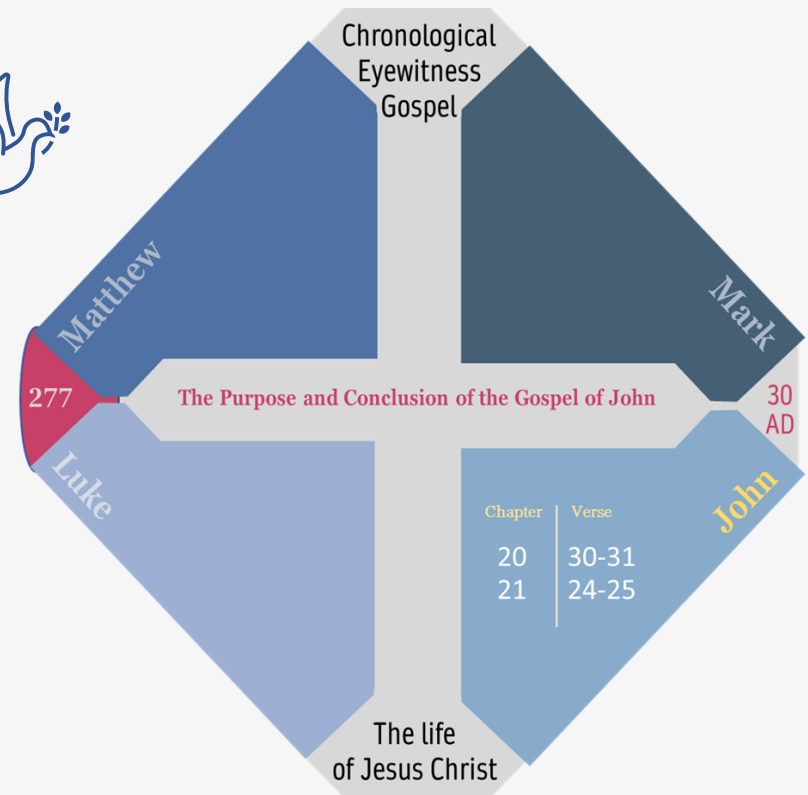 Chronological
Eyewitness
Gospel
Matthew
Mark
277
The Purpose and Conclusion of the Gospel of John
30
AD
Luke
John
Chapter Verse
20 30-31
21 24-25
The life
of Jesus Christ